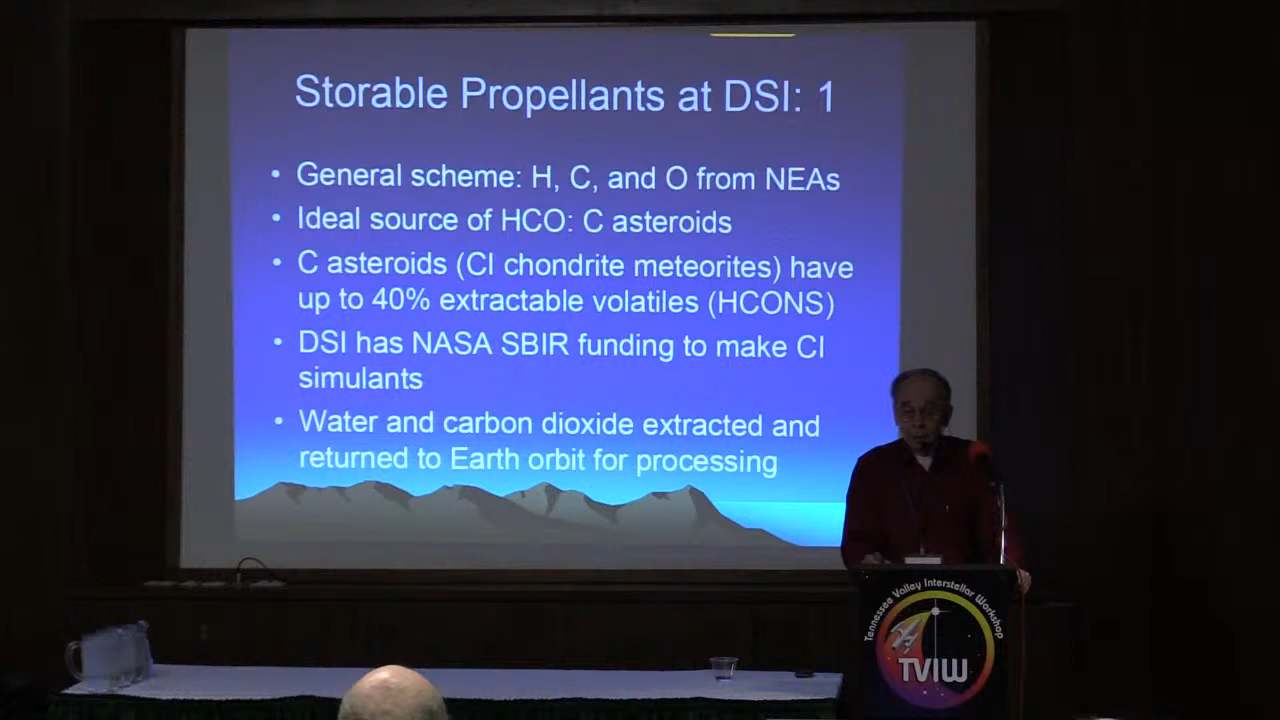 Storable Propellants at DSI: 1
• General scheme: H, C, and O from NEAs
• Ideal source of HCO: C asteroids
• C asteroids (CI chondrite meteorites) have
up to 40% extractable volatiles (HCONS)
• DSI has NASA SBIR funding to make CI
simulants
• Water and carbon dioxide extracted and
returned to Earth orbit for processing
Tennessee Valley Interstellar Workshop
TVIW